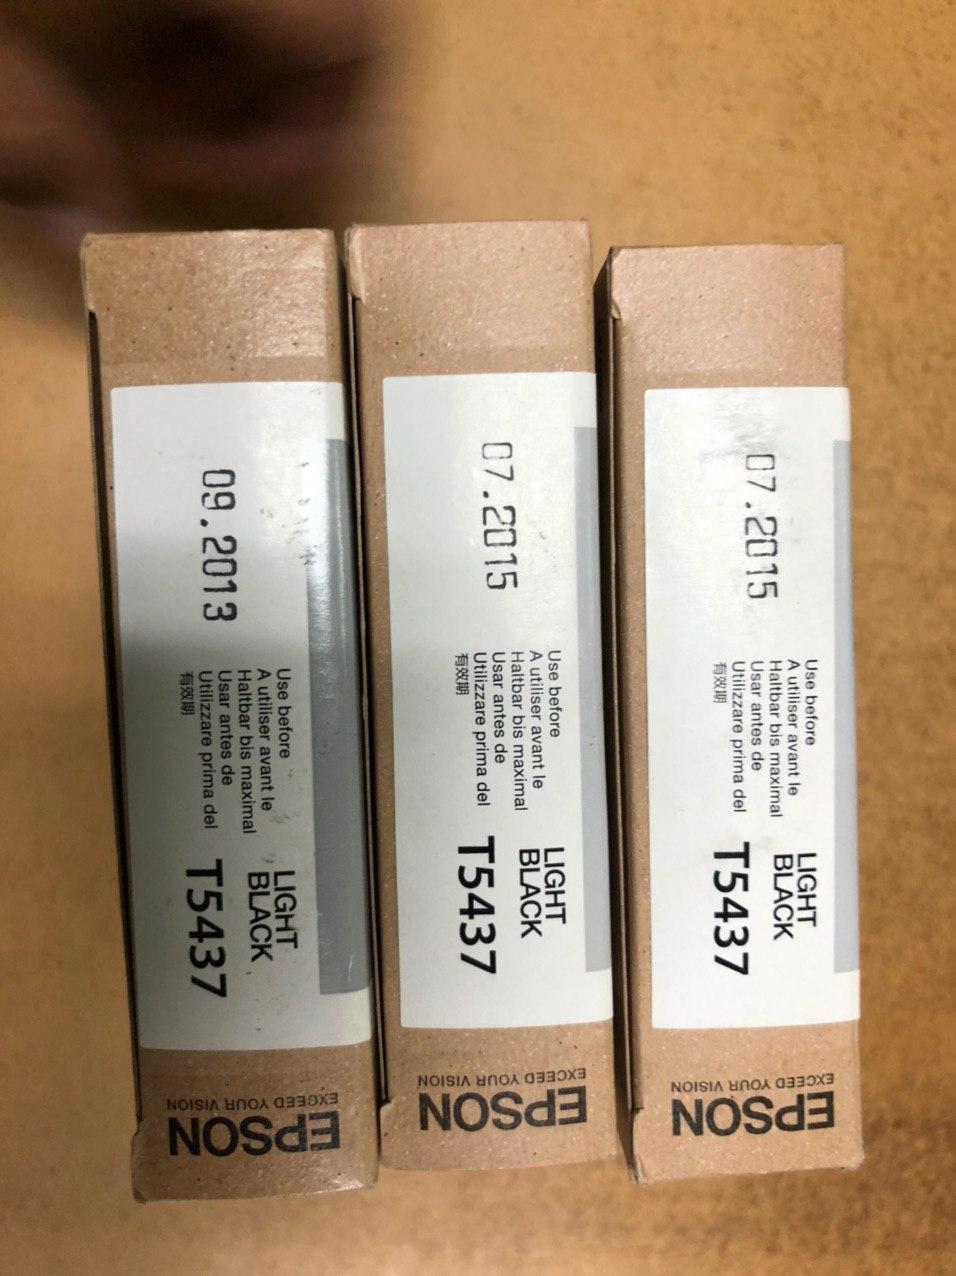 09.2013
Use before
A utiliser avant le
Haltbar bis maximal
Usar antes de
Utilizzare prima del
有效期
LIGHT
BLACK
T5437
EPSON
EXCEED YOUR VISION
07.2015
Use before
A utiliser avant le
Haltbar bis maximal
Usar antes de
Utilizzare prima del
有效期
LIGHT
BLACK
T5437
EPSON
EXCEED YOUR VISION
07.2015
Use before
A utiliser avant le
Haltbar bis maximal
Usar antes de
Utilizzare prima del
有效期
LIGHT
BLACK
T5437
EPSON
EXCEED YOUR VISION